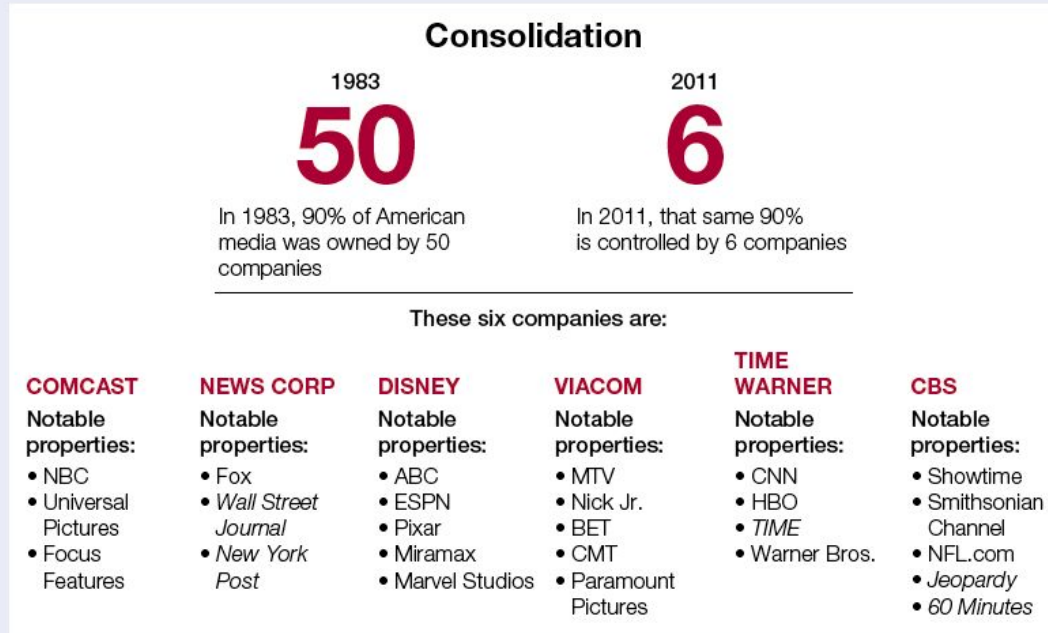 Consolidation
1983
50
In 1983, 90% of American
media was owned by 50
companies
2011
6
In 2011, that same 90%
is controlled by 6 companies
These six companies are:
COMCAST
Notable
properties:
• NBC
• Universal
Pictures
• Focus
Features
NEWS CORP
Notable
properties:
• Fox
• Wall Street
Journal
• New York
Post
DISNEY
Notable
properties:
• ABC
• ESPN
• Pixar
• Miramax
• Marvel Studios
VIACOM
Notable
properties:
• MTV
• Nick Jr.
• BET
• CMT
• Paramount
Pictures
TIME
WARNER
Notable
properties:
• CNN
• HBO
• TIME
• Warner Bros.
CBS
Notable
properties:
• Showtime
• Smithsonian
Channel
• NFL.com
• Jeopardy
• 60 Minutes